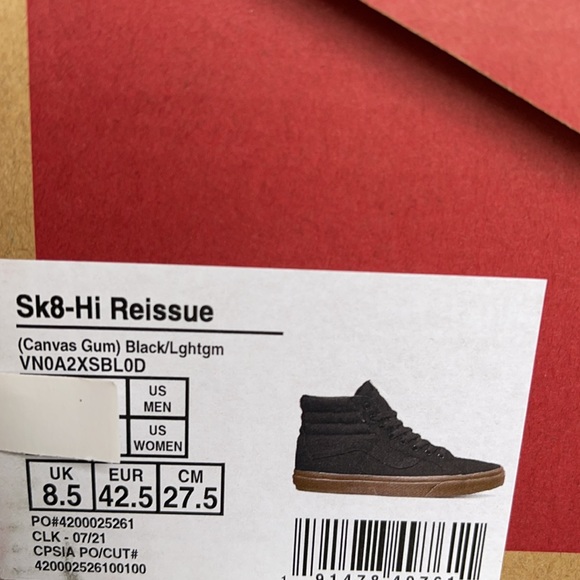 Sk8-Hi Reissue
(Canvas Gum) Black/Lghtgm
VN0A2XSBL0D
US
MEN
US
WOMEN
UK EUR CM
8.5 42.5 27.5
PO#4200025261
CLK - 07/21
CPSIA PO/CUT#
420002526100100